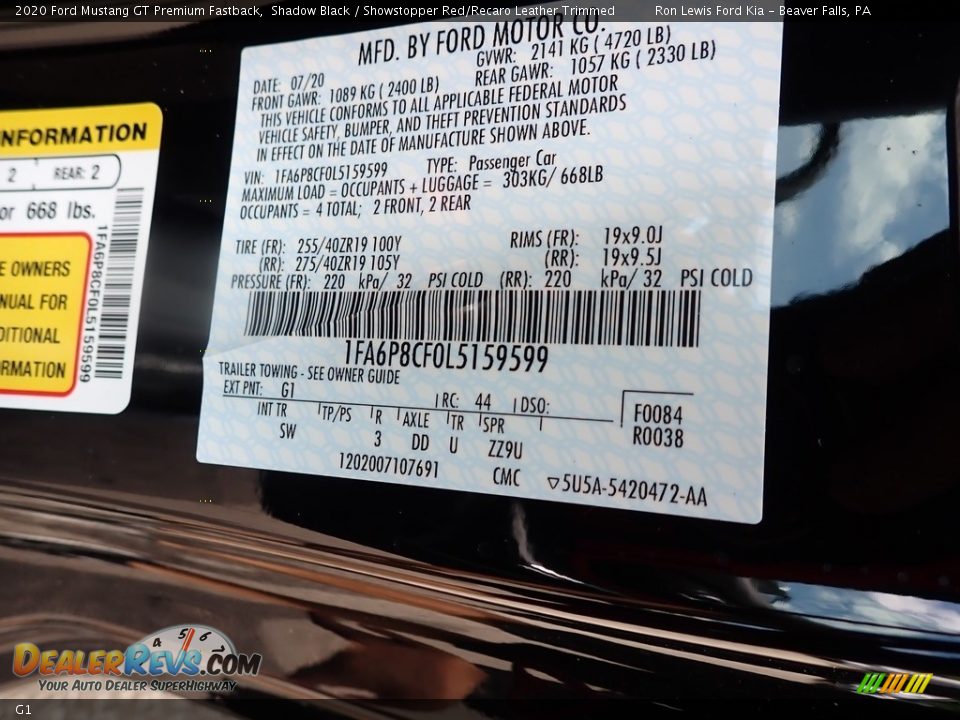 2020 Ford Mustang GT Premium Fastback,  Shadow Black / Showstopper Red/Recaro Leather Trimmed
Ron Lewis Ford Kia - Beaver Falls, PA
MFD. BY FORD MOTOR CO.
DATE: 07/20
GVWR: 2141 KG ( 4720 LB)
FRONT GAWR: 1089 KG ( 2400 LB)
REAR GAWR: 1057 KG ( 2330 LB)
THIS VEHICLE CONFORMS TO ALL APPLICABLE FEDERAL MOTOR
VEHICLE SAFETY, BUMPER, AND THEFT PREVENTION STANDARDS
IN EFFECT ON THE DATE OF MANUFACTURE SHOWN ABOVE.
VIN: 1FA6P8CF0L5159599
TYPE: Passenger Car
MAXIMUM LOAD = OCCUPANTS + LUGGAGE = 303KG/ 668LB
OCCUPANTS = 4 TOTAL; 2 FRONT, 2 REAR
TIRE (FR): 255/40ZR19 100Y
RIMS (FR): 19x9.0J
(RR): 275/40ZR19 105Y
(RR): 19x9.5J
PRESSURE (FR): 220 kPa/ 32 PSI COLD (RR): 220 kPa/ 32 PSI COLD
1FA6P8CF0L5159599
TRAILER TOWING - SEE OWNER GUIDE
EXT PNT: G1
RC: 44
DSO:
F0084
R0038
INT TR
TP/PS
R
AXLE
TR
SPR
SW
3
DD
U
ZZ9U
1202007107691
CMC
▽5U5A-5420472-AA
INFORMATION
2
REAR: 2
or 668 lbs.
E OWNERS
NUAL FOR
DITIONAL
ORMATION
1FA6P8CF0L5159599
4 5 6
DEALERREVS.COM
YOUR AUTO DEALER SUPERHIGHWAY
G1